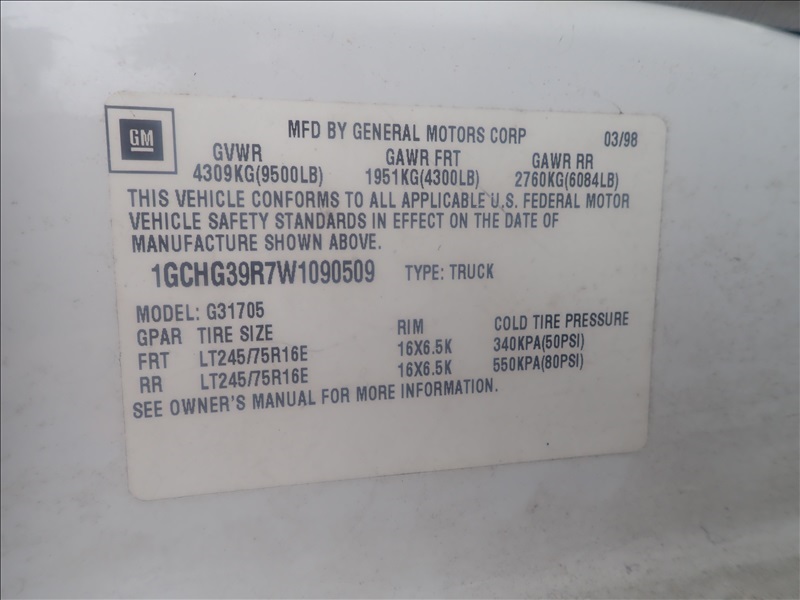 GM
MFD BY GENERAL MOTORS CORP 03/98
GVWR GAWR FRT GAWR RR
4309KG(9500LB) 1951KG(4300LB) 2760KG(6084LB)
THIS VEHICLE CONFORMS TO ALL APPLICABLE U.S. FEDERAL MOTOR
VEHICLE SAFETY STANDARDS IN EFFECT ON THE DATE OF
MANUFACTURE SHOWN ABOVE.
1GCHG39R7W1090509 TYPE: TRUCK
MODEL: G31705
GPAR TIRE SIZE RIM COLD TIRE PRESSURE
FRT LT245/75R16E 16X6.5K 340KPA(50PSI)
RR LT245/75R16E 16X6.5K 550KPA(80PSI)
SEE OWNER'S MANUAL FOR MORE INFORMATION.